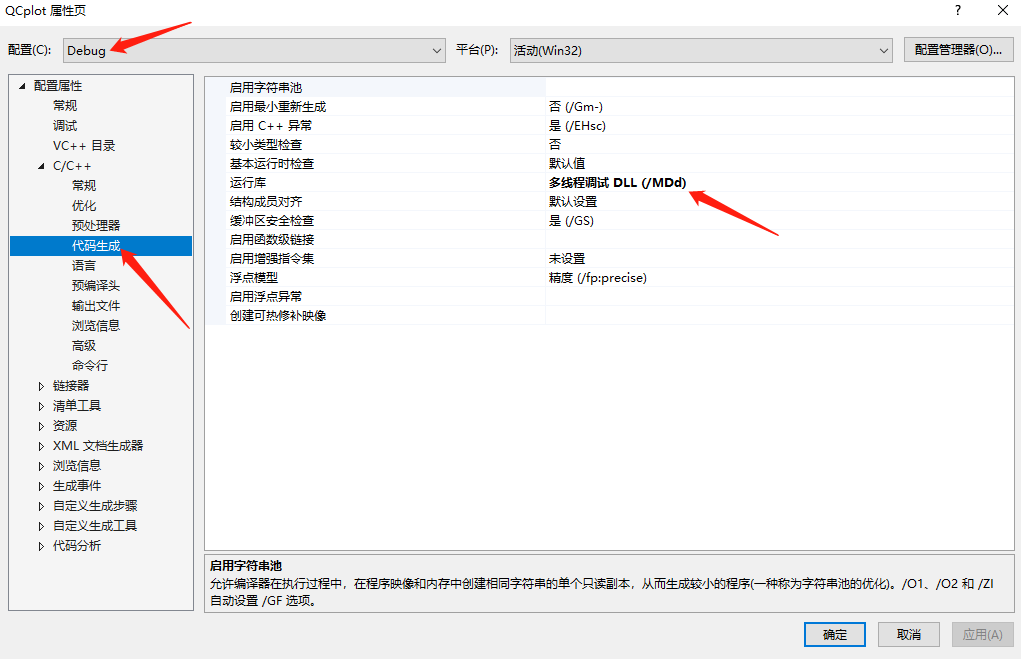 QCplot 属性页
配置(C):
Debug
平台(P):
活动(Win32)
配置管理器(O)...
配置属性
常规
调试
VC++ 目录
C/C++
常规
优化
预处理器
代码生成
语言
预编译头
输出文件
浏览信息
高级
命令行
链接器
清单工具
资源
XML 文档生成器
浏览信息
生成事件
自定义生成步骤
自定义生成工具
代码分析
启用字符串池
启用最小重新生成 否 (/Gm-)
启用 C++ 异常 是 (/EHsc)
较小类型检查 否
基本运行时检查 默认值
运行库 多线程调试 DLL (/MDd)
结构成员对齐 默认设置
缓冲区安全检查 是 (/GS)
启用函数级链接
启用增强指令集 未设置
浮点模型 精度 (/fp:precise)
启用浮点异常
创建可热修补映像
启用字符串池
允许编译器在执行过程中，在程序映像和内存中创建相同字符串的单个只读副本，从而生成较小的程序(一种称为字符串池的优化)。/O1、/O2 和 /ZI
自动设置 /GF 选项。
确定
取消
应用(A)